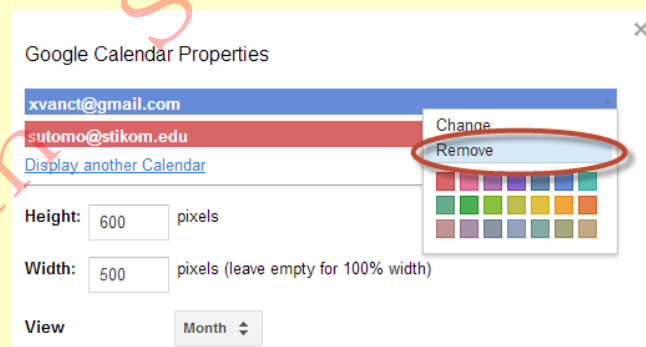 Google Calendar Properties
xvanct@gmail.com
sutomo@stikom.edu
Change
Remove
Display another Calendar
Height: 600 pixels
Width: 500 pixels (leave empty for 100% width)
View Month